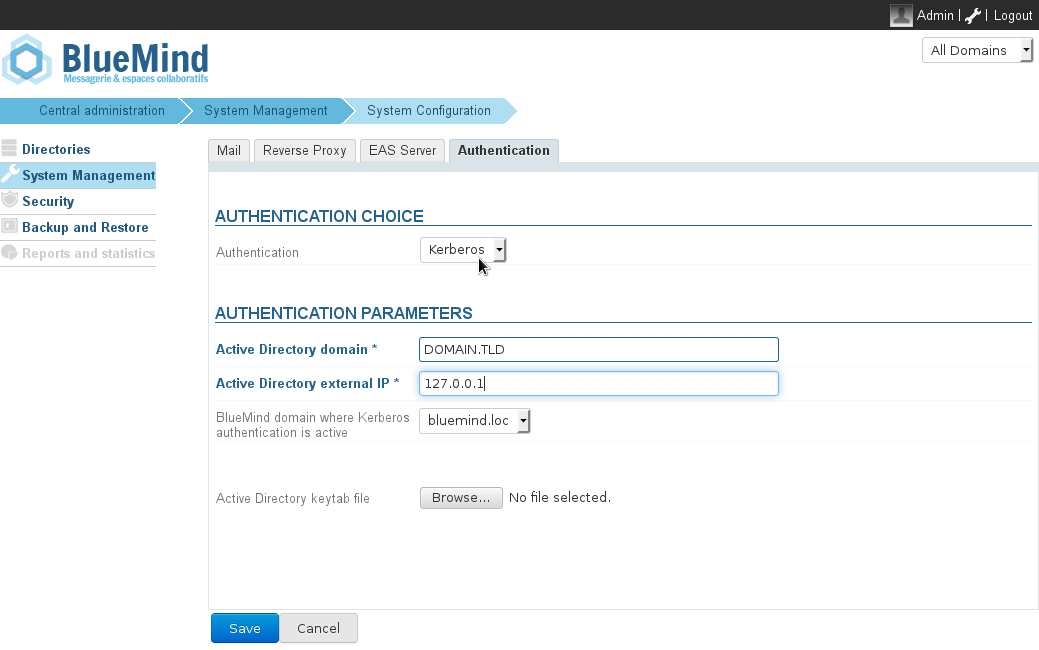 Admin | | Logout
BlueMind
Messagerie & espaces collaboratifs
All Domains
Central administration System Management System Configuration
Directories
System Management
Security
Backup and Restore
Reports and statistics
Mail Reverse Proxy EAS Server Authentication
AUTHENTICATION CHOICE
Authentication Kerberos
AUTHENTICATION PARAMETERS
Active Directory domain * DOMAIN.TLD
Active Directory external IP * 127.0.0.1
BlueMind domain where Kerberos
authentication is active bluemind.loc
Active Directory keytab file Browse... No file selected.
Save Cancel